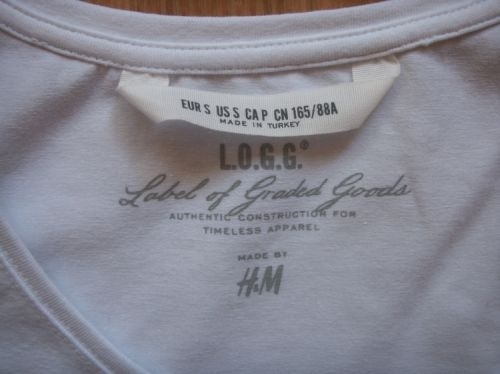 EUR S US S CA P CN 165/88A
MADE IN TURKEY
L.O.G.G.®
Label of Graded Goods
AUTHENTIC CONSTRUCTION FOR
TIMELESS APPAREL
MADE BY
H&M